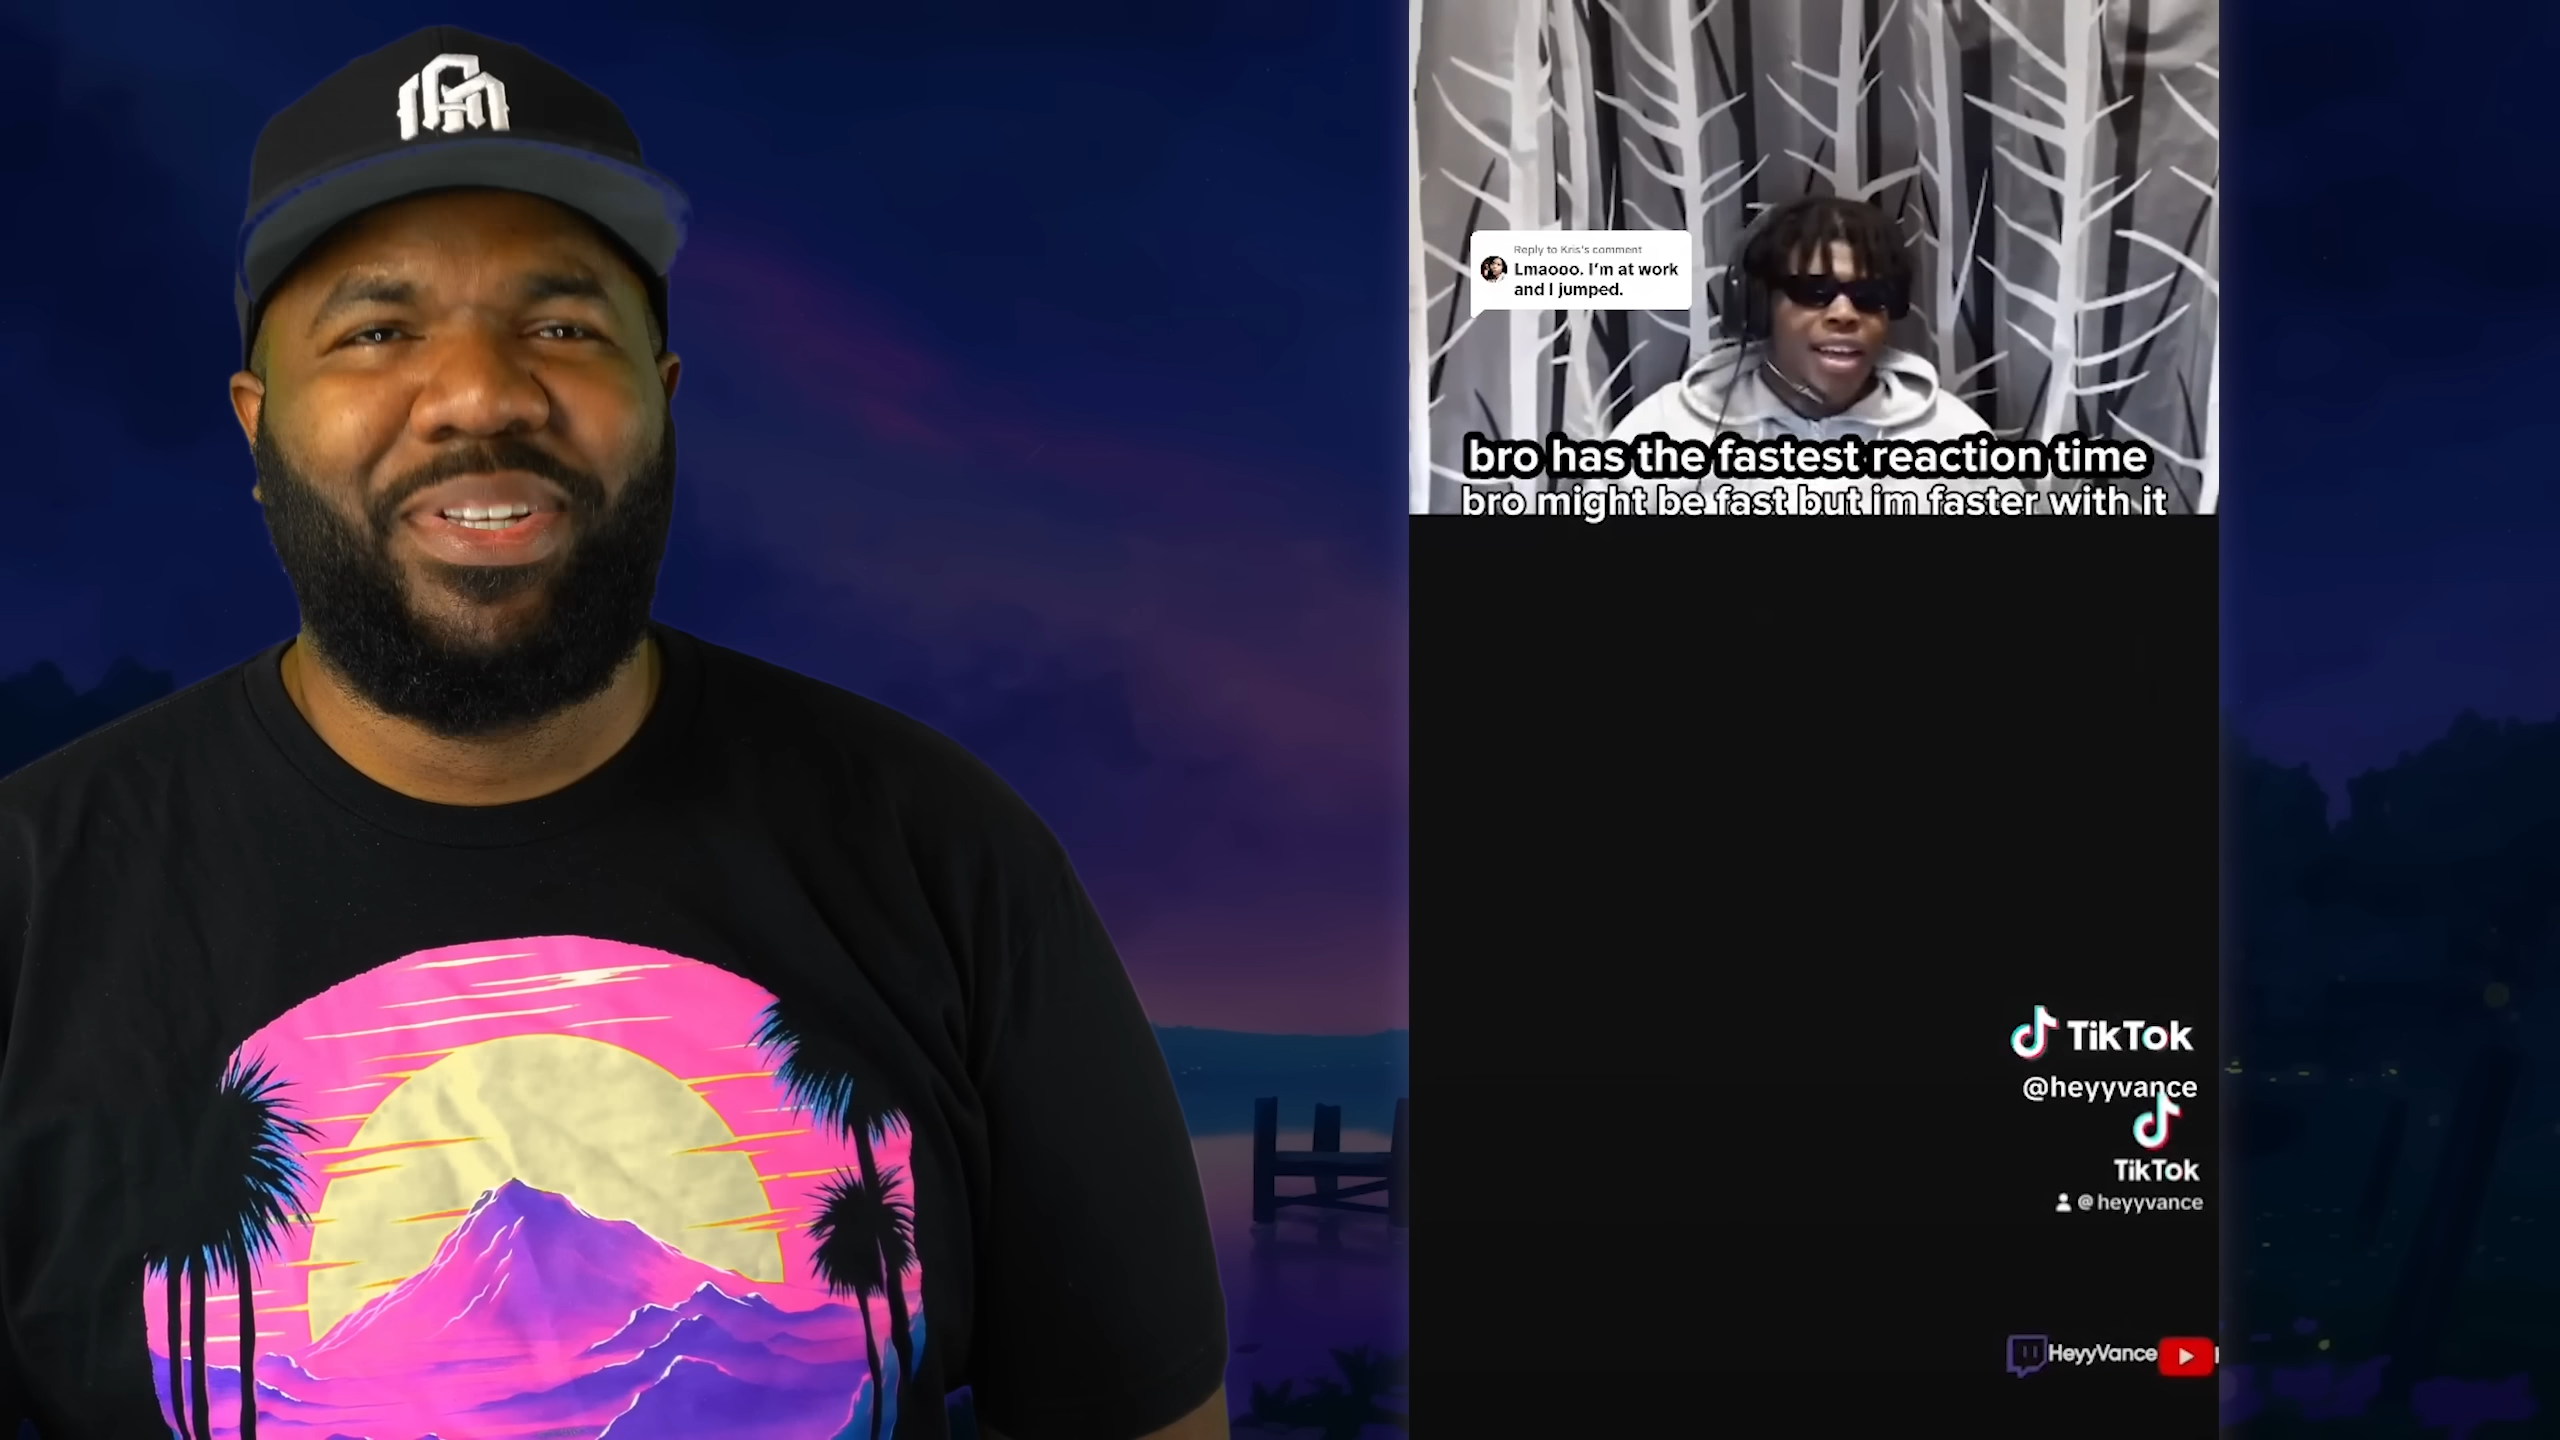 Reply to Kris's comment
Lmaooo. I'm at work
and I jumped.
bro has the fastest reaction time
bro might be fast but im faster with it
TikTok
@heyyvance
TikTok
@heyyvance
HeyyVance